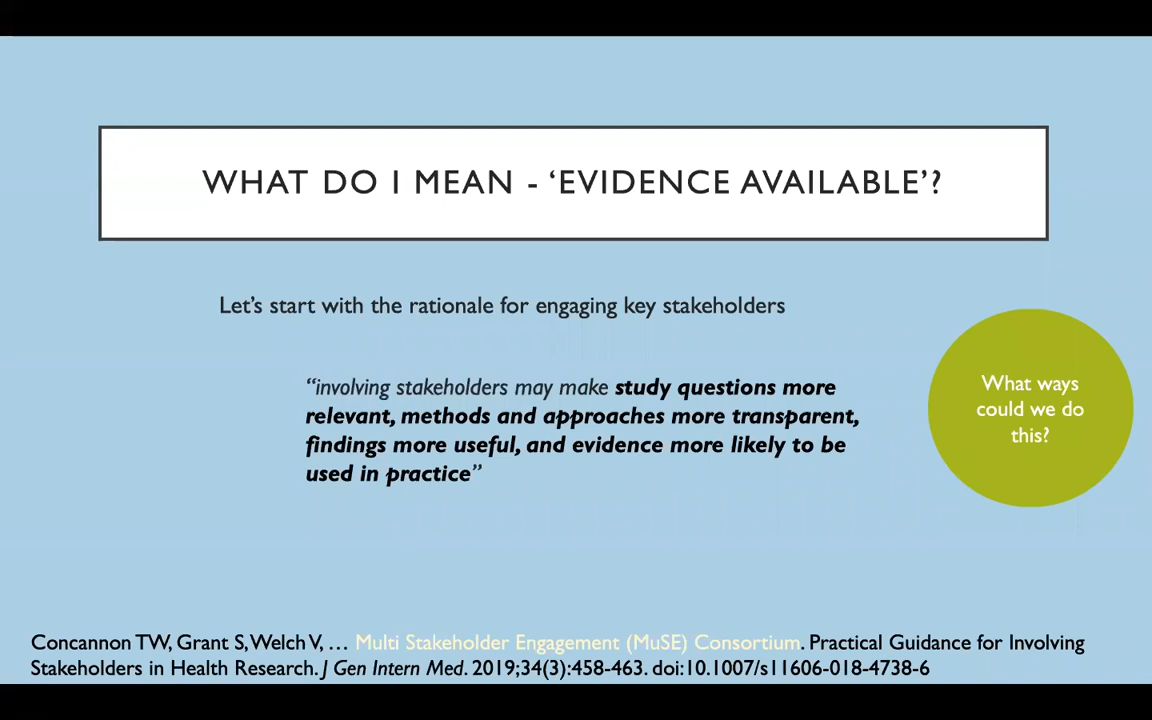 WHAT DO I MEAN - ‘EVIDENCE AVAILABLE’?
Let’s start with the rationale for engaging key stakeholders
“involving stakeholders may make study questions more
relevant, methods and approaches more transparent,
findings more useful, and evidence more likely to be
used in practice”
What ways
could we do
this?
Concannon TW, Grant S, Welch V, … Multi Stakeholder Engagement (MuSE) Consortium. Practical Guidance for Involving
Stakeholders in Health Research. J Gen Intern Med. 2019;34(3):458-463. doi:10.1007/s11606-018-4738-6